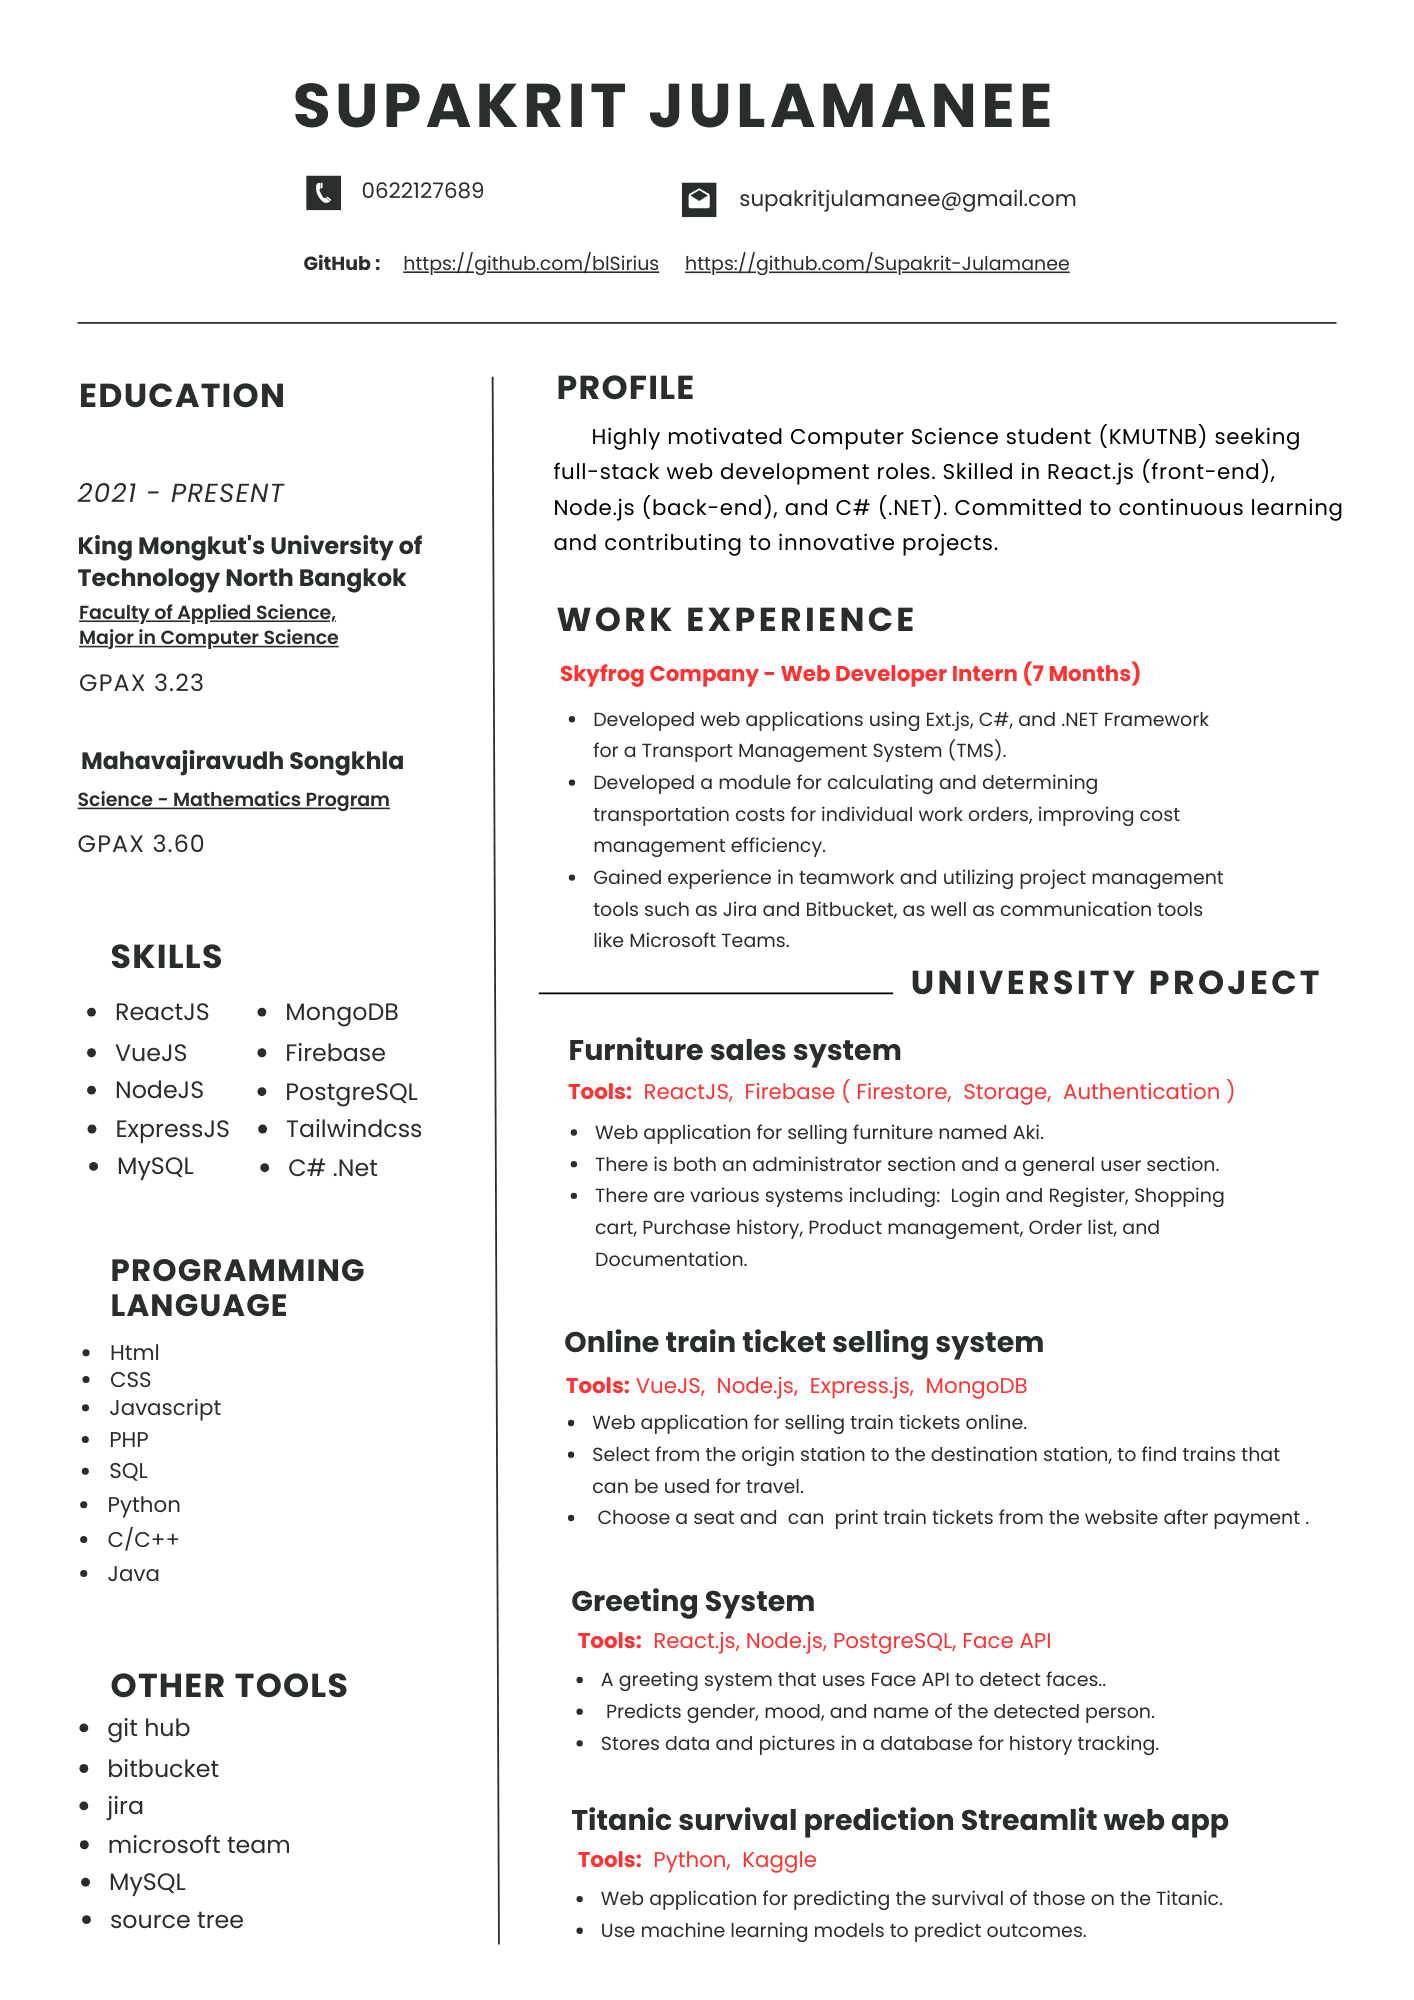 SUPAKRIT JULAMANEE
0622127689
supakritjulamanee@gmail.com
GitHub : https://github.com/blSirius https://github.com/Supakrit-Julamanee
EDUCATION
2021 - PRESENT
King Mongkut's University of
Technology North Bangkok
Faculty of Applied Science,
Major in Computer Science
GPAX 3.23
Mahavajiravudh Songkhla
Science - Mathematics Program
GPAX 3.60
SKILLS
• ReactJS
• VueJS
• NodeJS
• ExpressJS
• MySQL
• MongoDB
• Firebase
• PostgreSQL
• Tailwindcss
• C# .Net
PROGRAMMING
LANGUAGE
• Html
• CSS
• Javascript
• PHP
• SQL
• Python
• C/C++
• Java
OTHER TOOLS
• git hub
• bitbucket
• jira
• microsoft team
• MySQL
• source tree
PROFILE
Highly motivated Computer Science student (KMUTNB) seeking
full-stack web development roles. Skilled in React.js (front-end),
Node.js (back-end), and C# (.NET). Committed to continuous learning
and contributing to innovative projects.
WORK EXPERIENCE
Skyfrog Company - Web Developer Intern (7 Months)
• Developed web applications using Ext.js, C#, and .NET Framework
for a Transport Management System (TMS).
• Developed a module for calculating and determining
transportation costs for individual work orders, improving cost
management efficiency.
• Gained experience in teamwork and utilizing project management
tools such as Jira and Bitbucket, as well as communication tools
like Microsoft Teams.
UNIVERSITY PROJECT
Furniture sales system
Tools: ReactJS, Firebase ( Firestore, Storage, Authentication )
• Web application for selling furniture named Aki.
• There is both an administrator section and a general user section.
• There are various systems including: Login and Register, Shopping
cart, Purchase history, Product management, Order list, and
Documentation.
Online train ticket selling system
Tools: VueJS, Node.js, Express.js, MongoDB
• Web application for selling train tickets online.
• Select from the origin station to the destination station, to find trains that
can be used for travel.
• Choose a seat and can print train tickets from the website after payment .
Greeting System
Tools: React.js, Node.js, PostgreSQL, Face API
• A greeting system that uses Face API to detect faces..
• Predicts gender, mood, and name of the detected person.
• Stores data and pictures in a database for history tracking.
Titanic survival prediction Streamlit web app
Tools: Python, Kaggle
• Web application for predicting the survival of those on the Titanic.
• Use machine learning models to predict outcomes.